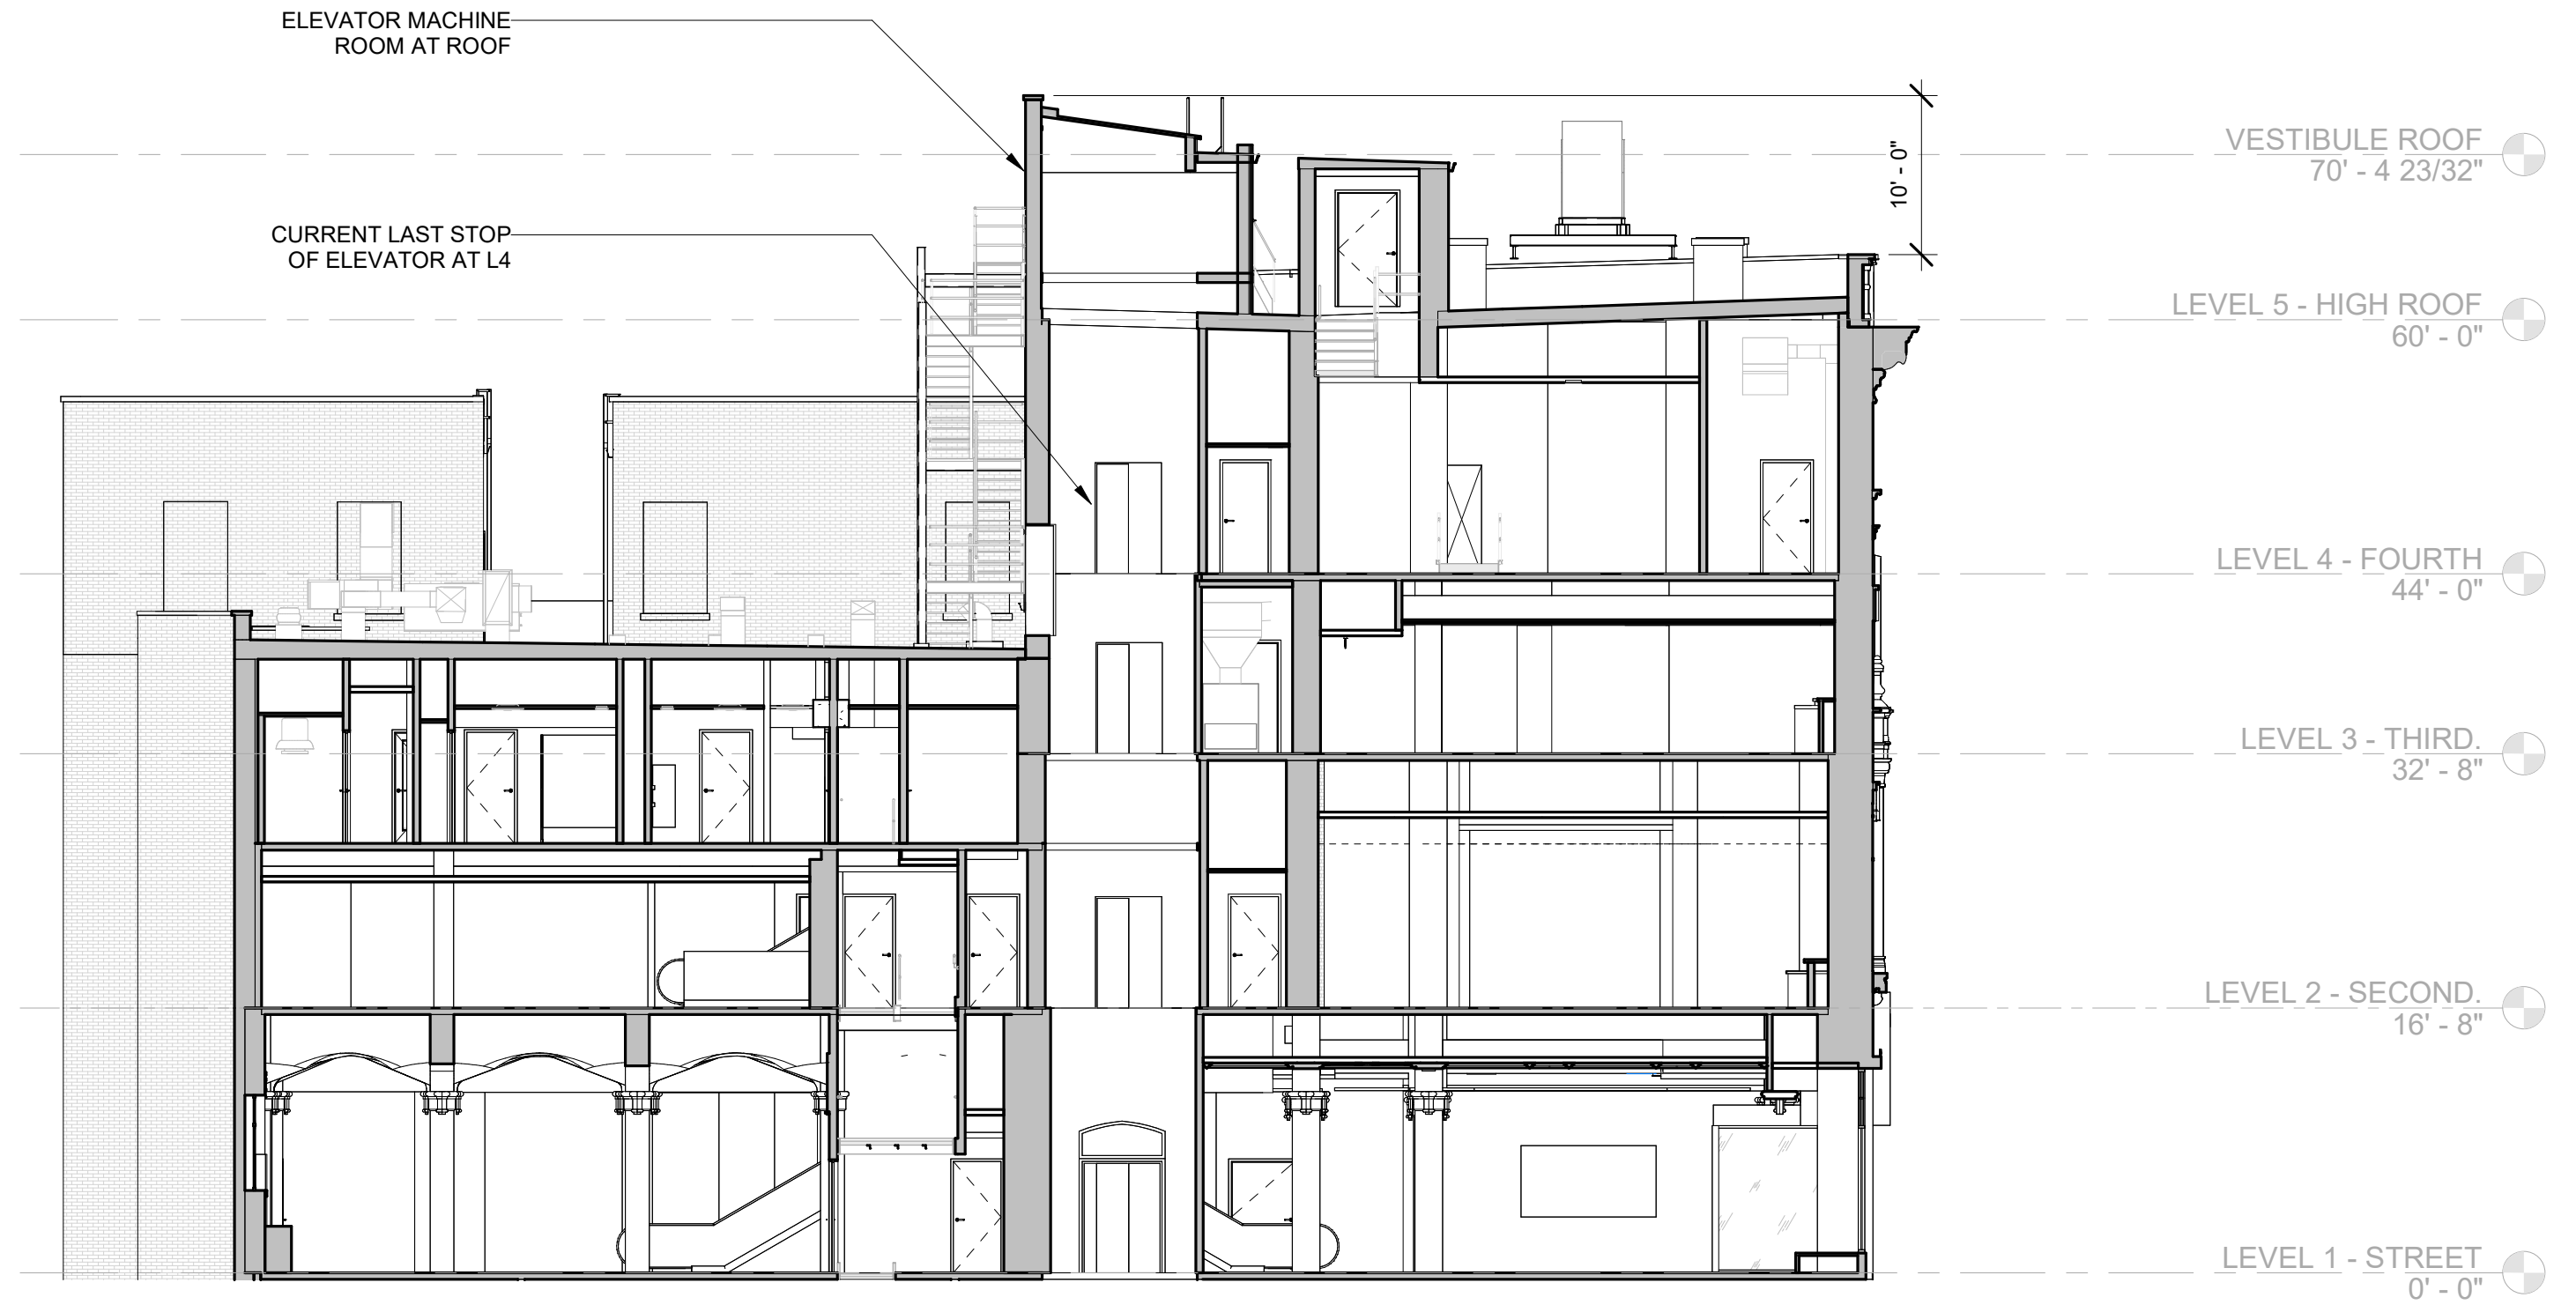 ELEVATOR MACHINE
ROOM AT ROOF
CURRENT LAST STOP
OF ELEVATOR AT L4
10' - 0"
VESTIBULE ROOF
70' - 4 23/32"
LEVEL 5 - HIGH ROOF
60' - 0"
LEVEL 4 - FOURTH
44' - 0"
LEVEL 3 - THIRD.
32' - 8"
LEVEL 2 - SECOND.
16' - 8"
LEVEL 1 - STREET
0' - 0"